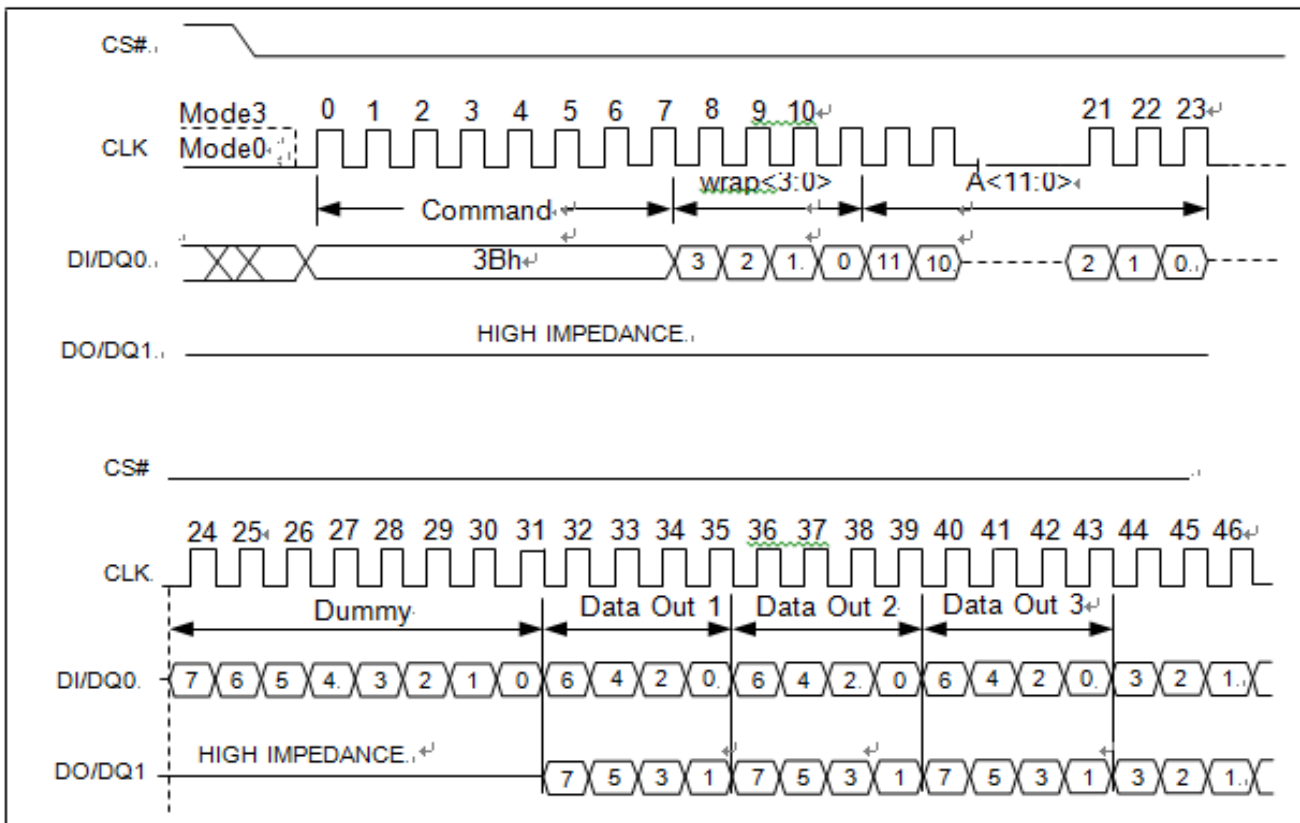 CS#.
Mode3 0 1 2 3 4 5 6 7 8 9 10↵ 21 22 23↵
CLK Mode0
wrap<3:0> A<11:0>
Command ↵ ↵ ↵
DI/DQ0. 3Bh↵ 3 2 1. 0 11 10. 2 1 0.
HIGH IMPEDANCE.
DO/DQ1.
CS#
24 25 26 27 28 29 30 31 32 33 34 35 36 37 38 39 40 41 42 43 44 45 46↵
CLK.
Dummy Data Out 1 Data Out 2 Data Out 3↵
DI/DQ0. 7 6 5 4. 3 2 1 0 6 4 2 0. 6 4 2. 0 6 4 2 0. 3 2 1.
HIGH IMPEDANCE. ↵
DO/DQ1 7 5 3 1 7 5 3 1 7 5 3 1 3 2 1.